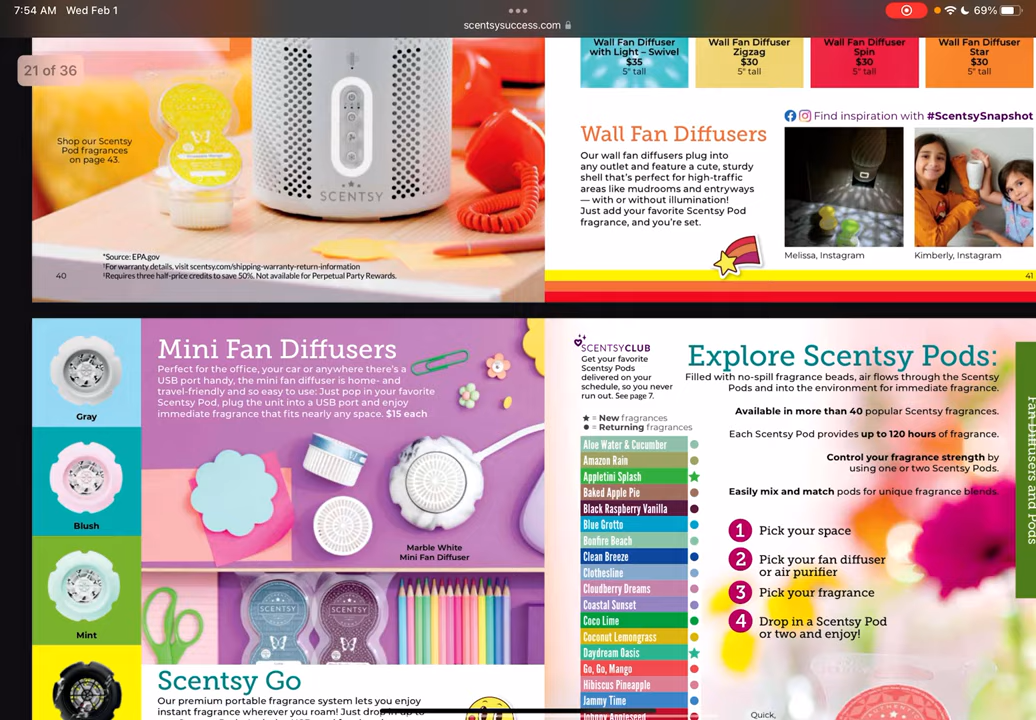 7:54 AM Wed Feb 1
69%
scentsysuccess.com
21 of 36
Shop our Scentsy
Pod fragrances
on page 43.
SCENTSY
*Source: EPA.gov
†For warranty details, visit scentsy.com/shipping-warranty-return-information
‡Requires three half-price credits to save 50%. Not available for Perpetual Party Rewards.
40
Wall Fan Diffuser
with Light – Swivel
$35
5" tall
Wall Fan Diffuser
Zigzag
$30
5" tall
Wall Fan Diffuser
Spin
$30
5" tall
Wall Fan Diffuser
Star
$30
5" tall
Find inspiration with #ScentsySnapshot
Wall Fan Diffusers
Our wall fan diffusers plug into
any outlet and feature a cute, sturdy
shell that's perfect for high-traffic
areas like mudrooms and entryways
— with or without illumination!
Just add your favorite Scentsy Pod
fragrance, and you're set.
Melissa, Instagram
Kimberly, Instagram
41
Gray
Blush
Mint
Mini Fan Diffusers
Perfect for the office, your car or anywhere there's a
USB port handy, the mini fan diffuser is home- and
travel-friendly and so easy to use: Just pop in your favorite
Scentsy Pod, plug the unit into a USB port and enjoy
immediate fragrance that fits nearly any space. $15 each
Marble White
Mini Fan Diffuser
SCENTSY
SCENTSY
Scentsy Go
Our premium portable fragrance system lets you enjoy
instant fragrance wherever you roam! Just drop in up to
SCENTSYCLUB
Get your favorite
Scentsy Pods
delivered on your
schedule, so you never
run out. See page 7.
★ = New fragrances
● = Returning fragrances
Aloe Water & Cucumber
Amazon Rain
Appletini Splash
Baked Apple Pie
Black Raspberry Vanilla
Blue Grotto
Bonfire Beach
Clean Breeze
Clothesline
Cloudberry Dreams
Coastal Sunset
Coco Lime
Coconut Lemongrass
Daydream Oasis
Go, Go, Mango
Hibiscus Pineapple
Jammy Time
Johnny Appleseed
Explore Scentsy Pods:
Filled with no-spill fragrance beads, air flows through the Scentsy
Pods and into the environment for immediate fragrance.
Available in more than 40 popular Scentsy fragrances.
Each Scentsy Pod provides up to 120 hours of fragrance.
Control your fragrance strength by
using one or two Scentsy Pods.
Easily mix and match pods for unique fragrance blends.
1 Pick your space
2 Pick your fan diffuser
or air purifier
3 Pick your fragrance
4 Drop in a Scentsy Pod
or two and enjoy!
Quick,
Fan Diffusers and Pods